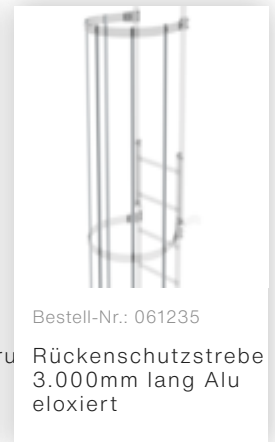 Bestell-Nr.: 061235
Rückenschutzstrebe
3.000mm lang Alu
eloxiert